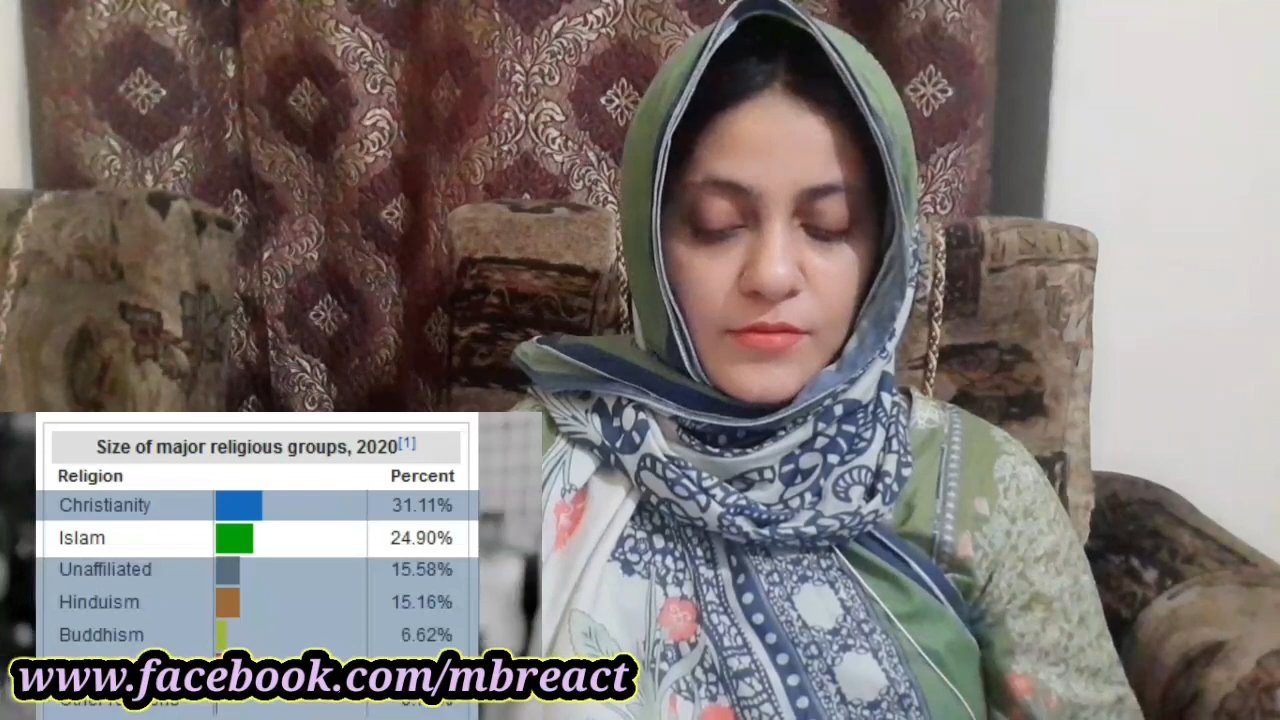 Size of major religious groups, 2020[1]
Religion Percent
Christianity 31.11%
Islam 24.90%
Unaffiliated 15.58%
Hinduism 15.16%
Buddhism 6.62%
www.facebook.com/mbreact